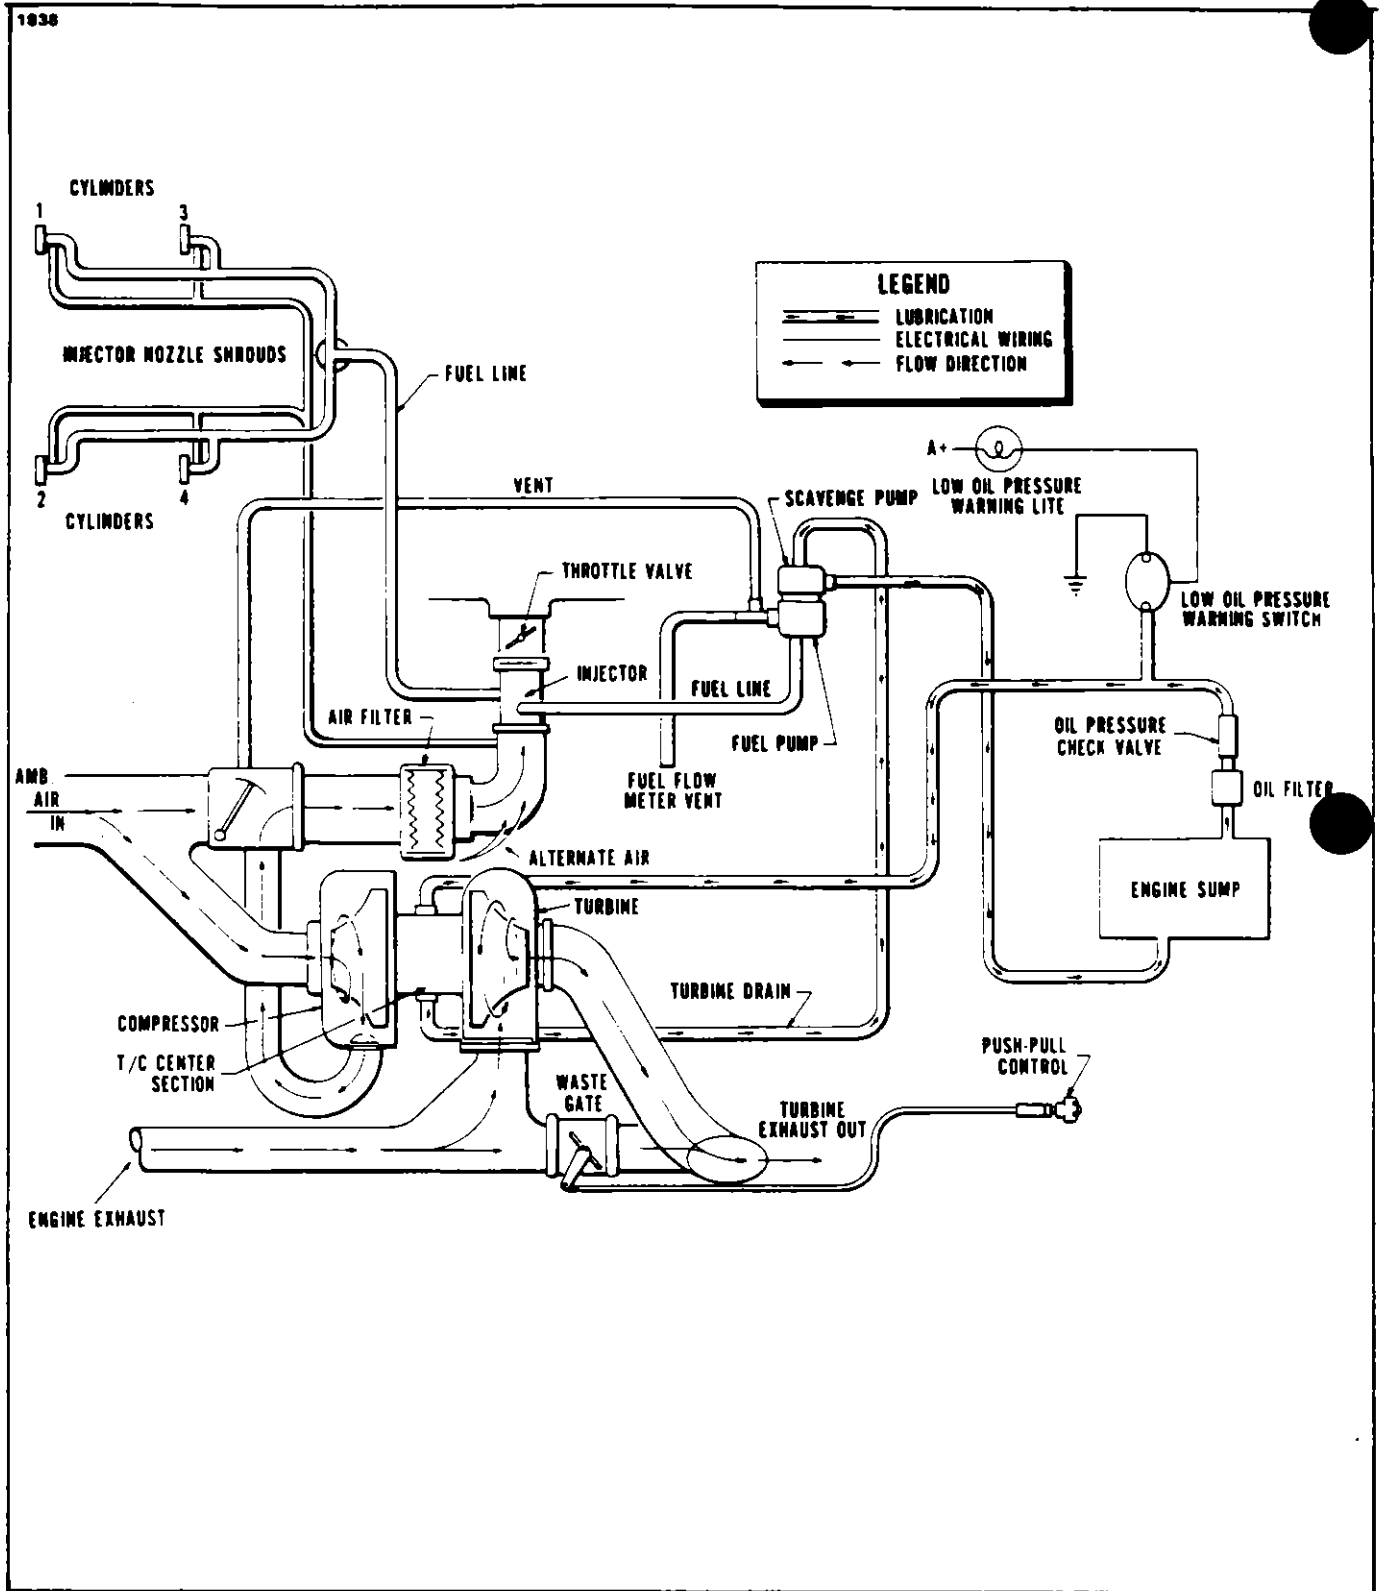 1838
CYLINDERS
1
3
INJECTOR NOZZLE SHROUDS
2
4
CYLINDERS
FUEL LINE
LEGEND
LUBRICATION
ELECTRICAL WIRING
FLOW DIRECTION
A+
LOW OIL PRESSURE
WARNING LITE
VENT
SCAVENGE PUMP
THROTTLE VALVE
LOW OIL PRESSURE
WARNING SWITCH
INJECTOR
FUEL LINE
AIR FILTER
FUEL PUMP
OIL PRESSURE
CHECK VALVE
AMB.
AIR
IN
FUEL FLOW
METER VENT
OIL FILTER
ALTERNATE AIR
TURBINE
ENGINE SUMP
TURBINE DRAIN
COMPRESSOR
T/C CENTER
SECTION
WASTE
GATE
PUSH-PULL
CONTROL
TURBINE
EXHAUST OUT
ENGINE EXHAUST